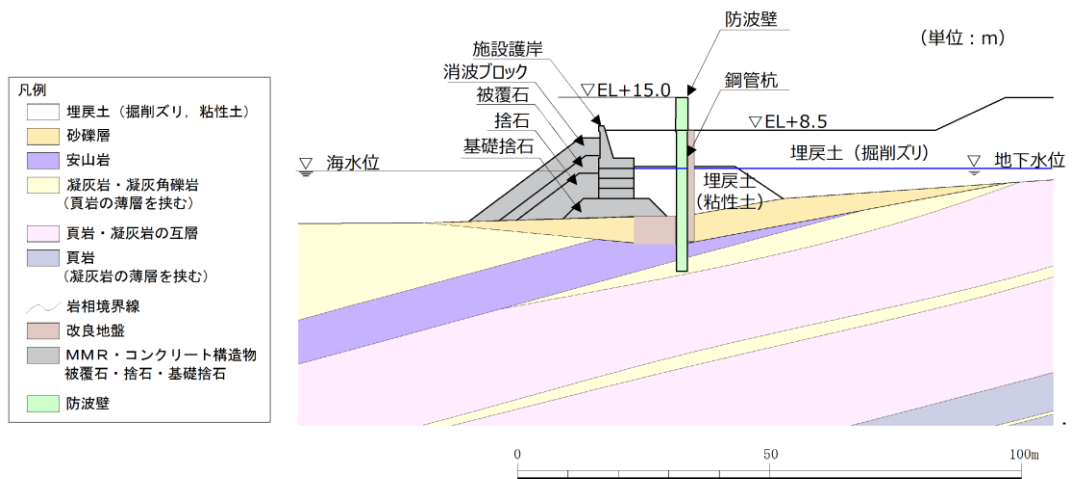 防波壁
(単位:m)
施設護岸
消波ブロック
被覆石
捨石
基礎捨石
▽EL+15.0
鋼管杭
▽EL+8.5
▽ 海水位
埋戻土(掘削ズリ)
▽ 地下水位
埋戻土
(粘性土)
凡例
埋戻土(掘削ズリ,粘性土)
砂礫層
安山岩
凝灰岩・凝灰角礫岩
(頁岩の薄層を挟む)
頁岩・凝灰岩の互層
頁岩
(凝灰岩の薄層を挟む)
岩相境界線
改良地盤
MMR・コンクリート構造物
被覆石・捨石・基礎捨石
防波壁
0 50 100m